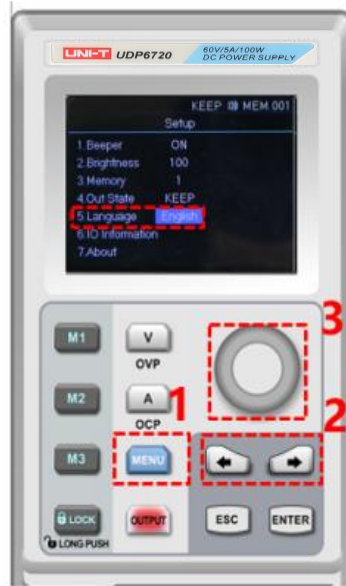 UNI-T UDP6720 60V/5A/100W
DC POWER SUPPLY
KEEP MEM 001
Setup
1.Beeper ON
2.Brightness 100
3.Memory 1
4.Out State KEEP
5.Language English
6.IO Information
7.About
3
M1 V
OVP
M2 A 1
OCP
2
M3 MENU
LOCK OUTPUT ESC ENTER
LONG PUSH